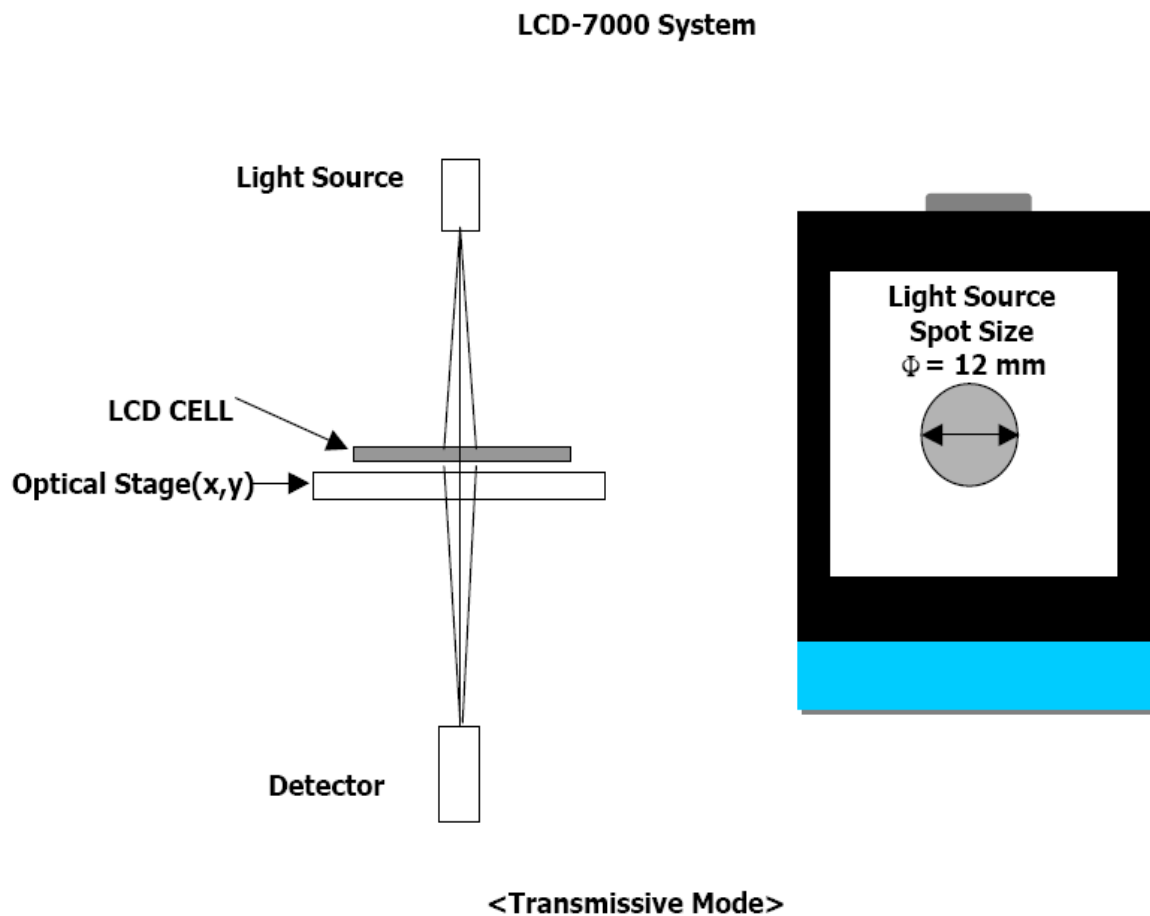 LCD-7000 System
Light Source
LCD CELL
Optical Stage(x,y)
Detector
Light Source
Spot Size
Φ = 12 mm
<Transmissive Mode>